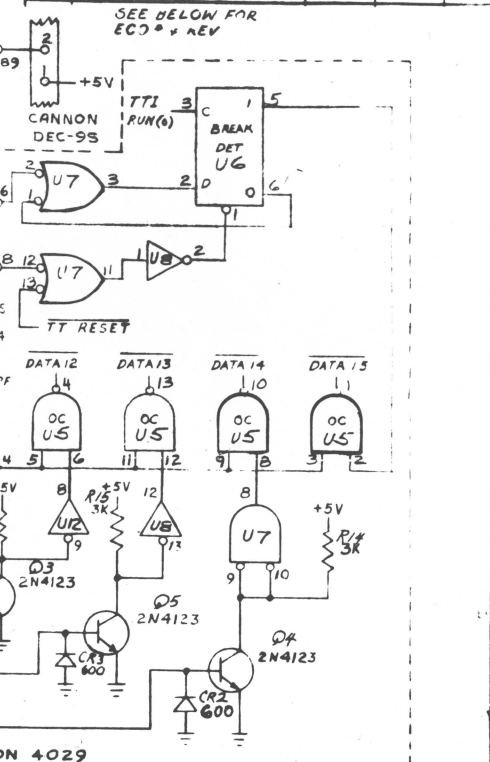 SEE BELOW FOR
ECO# & REV
89
2
1
+5V
CANNON
DEC-9S
TTI
RUN(0)
3
C
1
5
BREAK
DET
U6
2
D
0
6
1
2
1
U7
3
6
8
12
13
U7
11
1
U8
2
TT RESET
DATA 12
DATA 13
DATA 14
DATA 15
4
13
10
1
OC
U5
OC
U5
OC
U5
OC
U5
4
5
6
11
12
9
8
3
2
5V
8
R15
3K
+5V
12
8
U12
U8
U7
+5V
R14
3K
9
13
9
10
Q3
2N4123
Q5
2N4123
Q4
2N4123
CR3
600
CR2
600
ON 4029